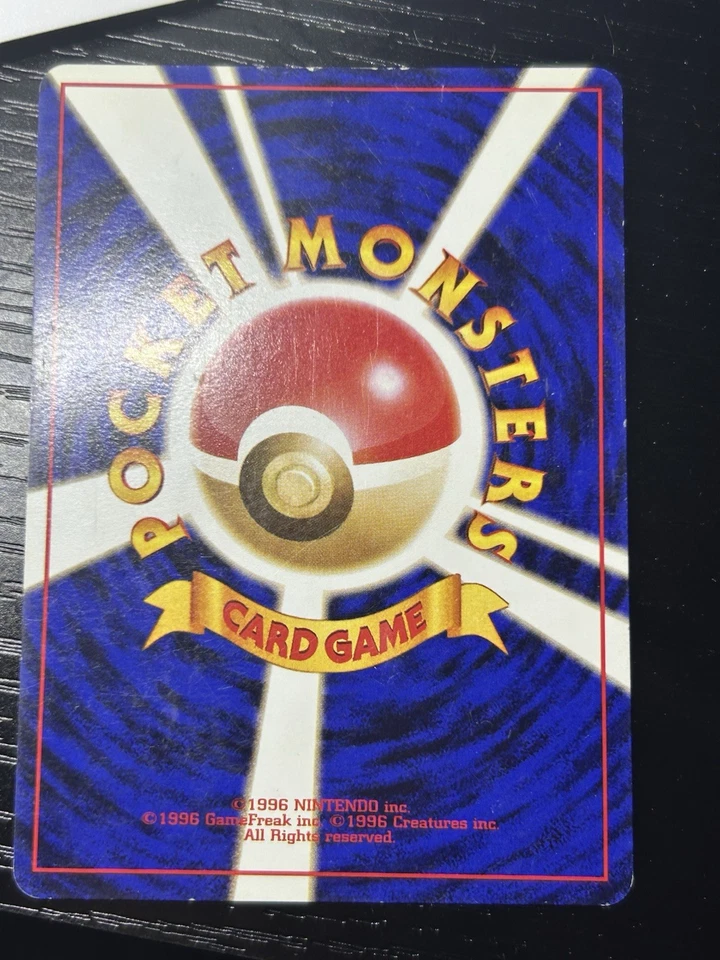 POCKET MONSTERS
CARD GAME
©1996 NINTENDO inc.
©1996 GameFreak inc. ©1996 Creatures inc.
All Rights reserved.